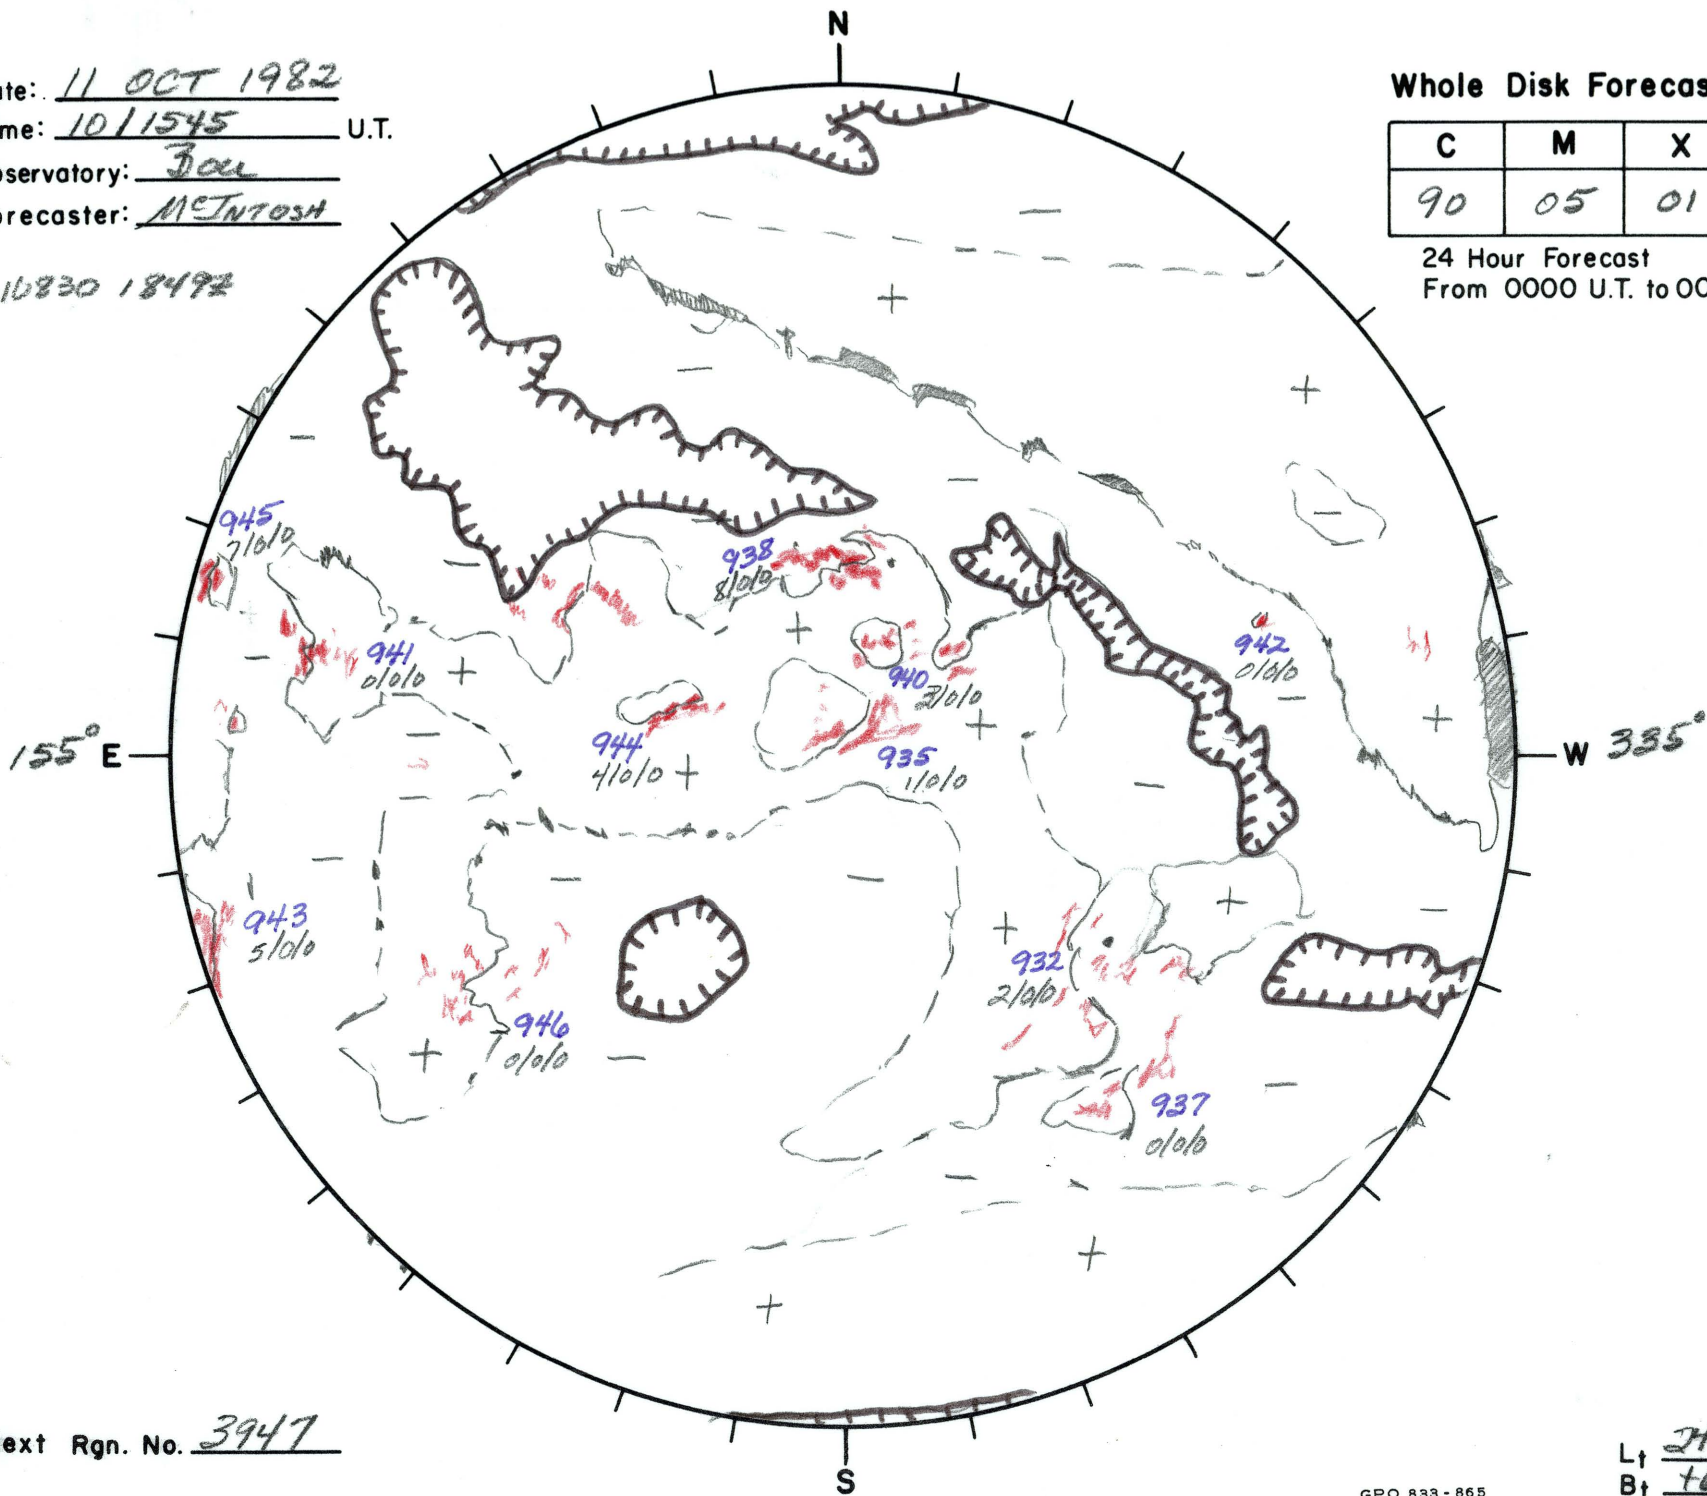 N
ate: 11 OCT 1982
me: 10/1545 U.T.
oservatory: Bou
orecaster: McINTOSH
18492
Whole Disk Forecas
C M X
90 05 01
24 Hour Forecast
From 0000 U.T. to 00
945
7/0/0
938
8/0/0
941
0/0/0
942
0/0/0
940
3/0/0
944
4/0/0
935
1/0/0
155° E
W 335°
943
5/0/0
932
2/0/0
946
0/0/0
937
0/0/0
ext Rgn. No. 3947
S
Lt
Bt
GPO 833-865